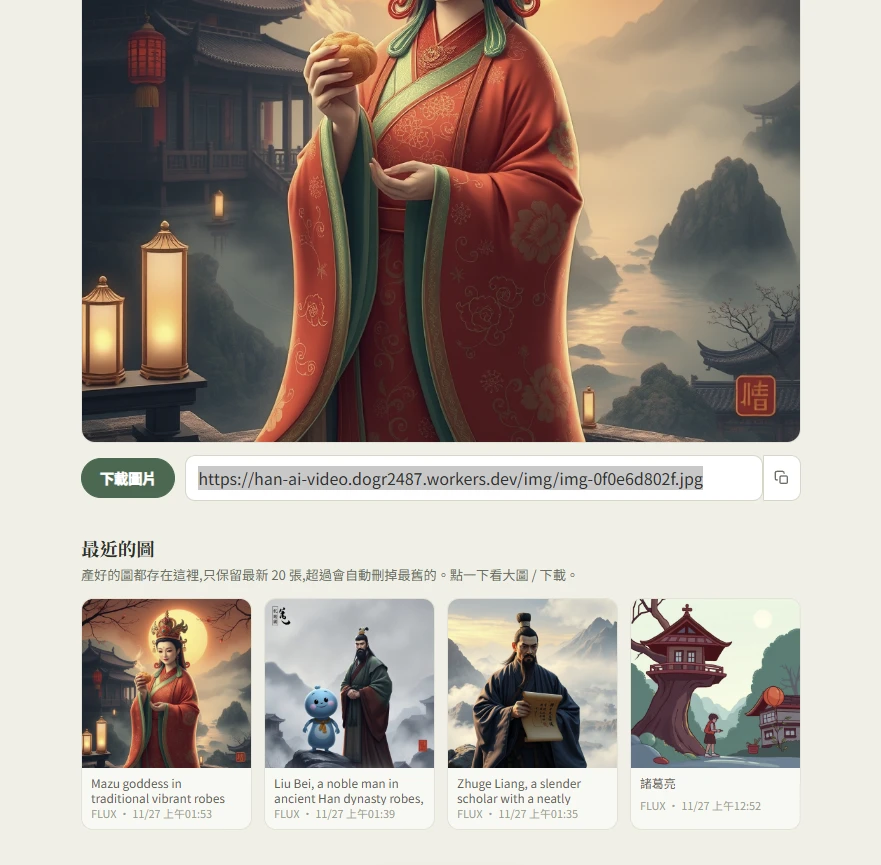 下載圖片
https://han-ai-video.dogr2487.workers.dev/img/img-0f0e6d802f.jpg
最近的圖
產好的圖都存在這裡,只保留最新 20 張,超過會自動刪掉最舊的。點一下看大圖 / 下載。
Mazu goddess in
traditional vibrant robes
FLUX · 11/27 上午01:53
Liu Bei, a noble man in
ancient Han dynasty robes,
FLUX · 11/27 上午01:39
Zhuge Liang, a slender
scholar with a neatly
FLUX · 11/27 上午01:35
諸葛亮
FLUX · 11/27 上午12:52